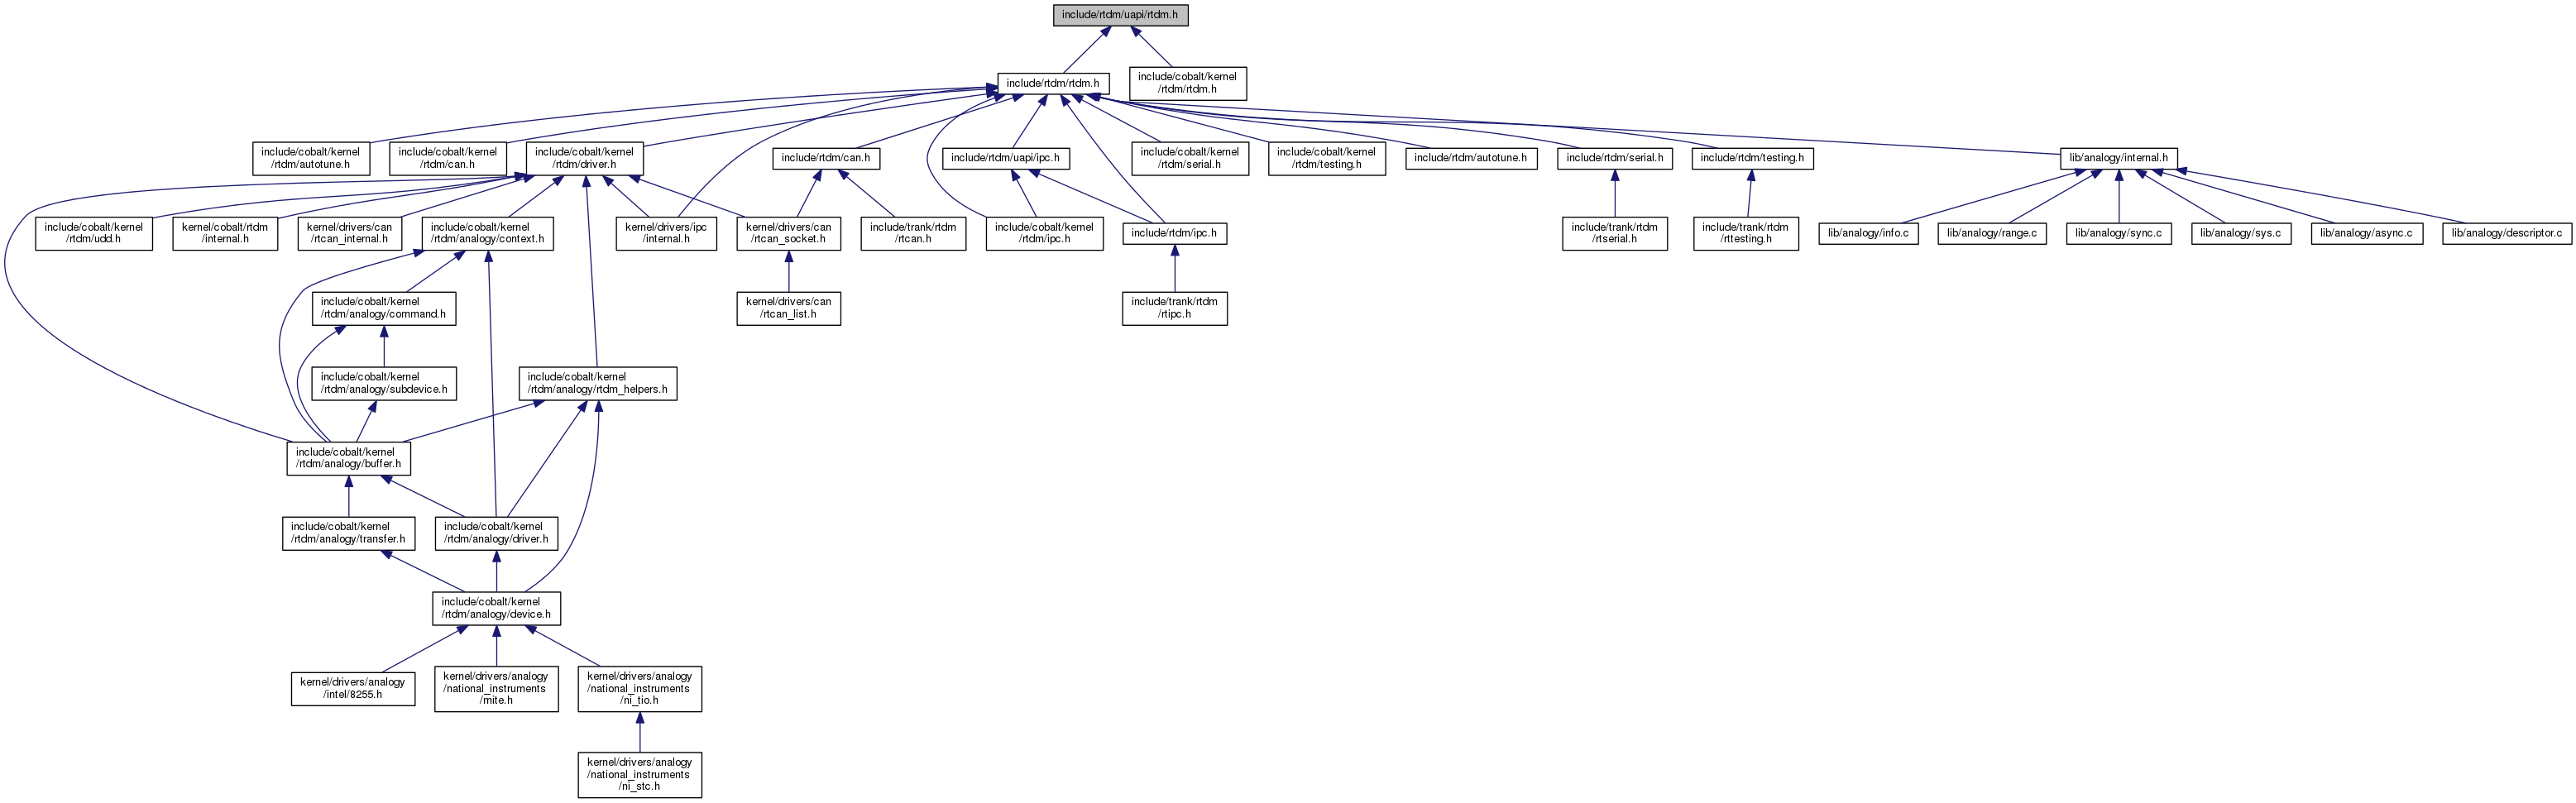 include/rtdm/uapi/rtdm.h
include/rtdm/rtdm.h
include/cobalt/kernel
/rtdm/rtdm.h
include/cobalt/kernel
/rtdm/autotune.h
include/cobalt/kernel
/rtdm/can.h
include/cobalt/kernel
/rtdm/driver.h
include/rtdm/can.h
include/rtdm/uapi/ipc.h
include/cobalt/kernel
/rtdm/serial.h
include/cobalt/kernel
/rtdm/testing.h
include/rtdm/autotune.h
include/rtdm/serial.h
include/rtdm/testing.h
lib/analogy/internal.h
include/cobalt/kernel
/rtdm/udd.h
kernel/cobalt/rtdm
/internal.h
kernel/drivers/can
/rtcan_internal.h
include/cobalt/kernel
/rtdm/analogy/context.h
kernel/drivers/ipc
/internal.h
kernel/drivers/can
/rtcan_socket.h
include/trank/rtdm
/rtcan.h
include/cobalt/kernel
/rtdm/ipc.h
include/rtdm/ipc.h
include/trank/rtdm
/rtserial.h
include/trank/rtdm
/rttesting.h
lib/analogy/info.c
lib/analogy/range.c
lib/analogy/sync.c
lib/analogy/sys.c
lib/analogy/async.c
lib/analogy/descriptor.c
include/cobalt/kernel
/rtdm/analogy/command.h
kernel/drivers/can
/rtcan_list.h
include/trank/rtdm
/rtipc.h
include/cobalt/kernel
/rtdm/analogy/subdevice.h
include/cobalt/kernel
/rtdm/analogy/rtdm_helpers.h
include/cobalt/kernel
/rtdm/analogy/buffer.h
include/cobalt/kernel
/rtdm/analogy/transfer.h
include/cobalt/kernel
/rtdm/analogy/driver.h
include/cobalt/kernel
/rtdm/analogy/device.h
kernel/drivers/analogy
/intel/8255.h
kernel/drivers/analogy
/national_instruments
/mite.h
kernel/drivers/analogy
/national_instruments
/ni_tio.h
kernel/drivers/analogy
/national_instruments
/ni_stc.h